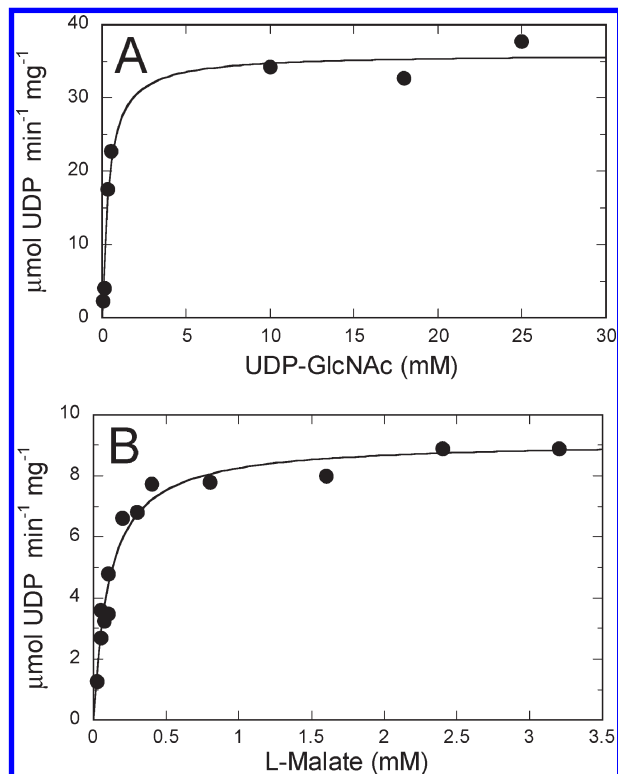 A
40
30
20
10
0
0 5 10 15 20 25 30
μmol UDP min⁻¹ mg⁻¹
UDP-GlcNAc (mM)
B
10
8
6
4
2
0
0 0.5 1 1.5 2 2.5 3 3.5
μmol UDP min⁻¹ mg⁻¹
L-Malate (mM)